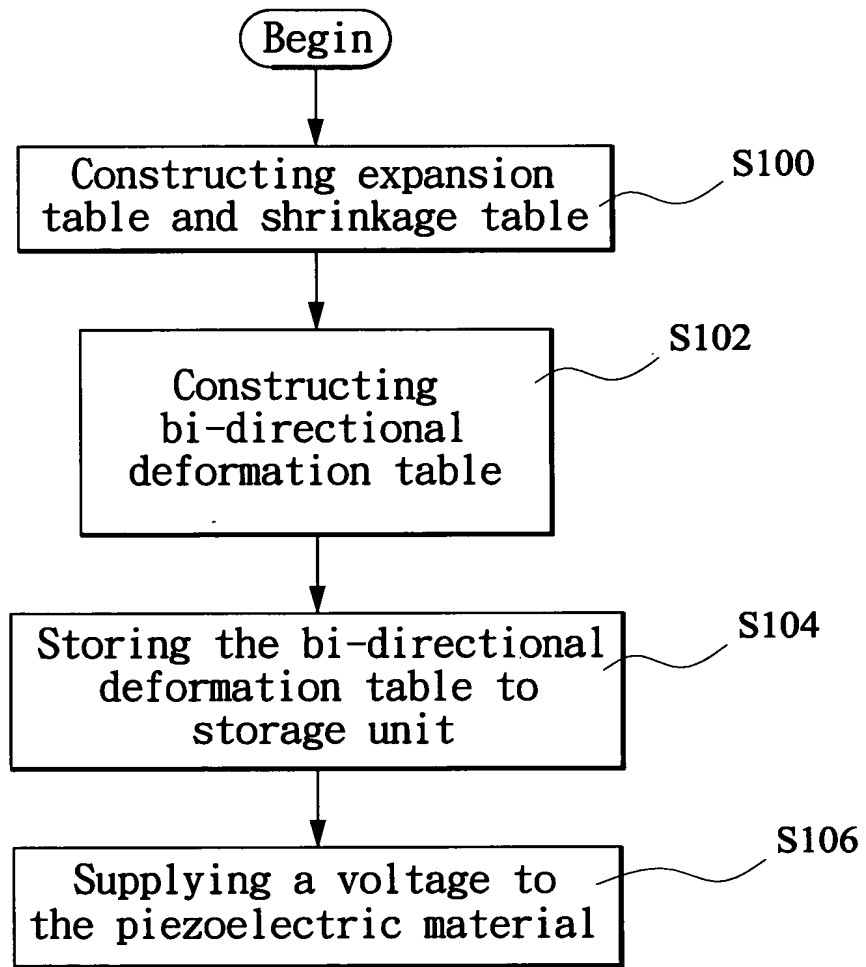 Begin
Constructing expansion
table and shrinkage table
S100
Constructing
bi-directional
deformation table
S102
Storing the bi-directional
deformation table to
storage unit
S104
Supplying a voltage to
the piezoelectric material
S106